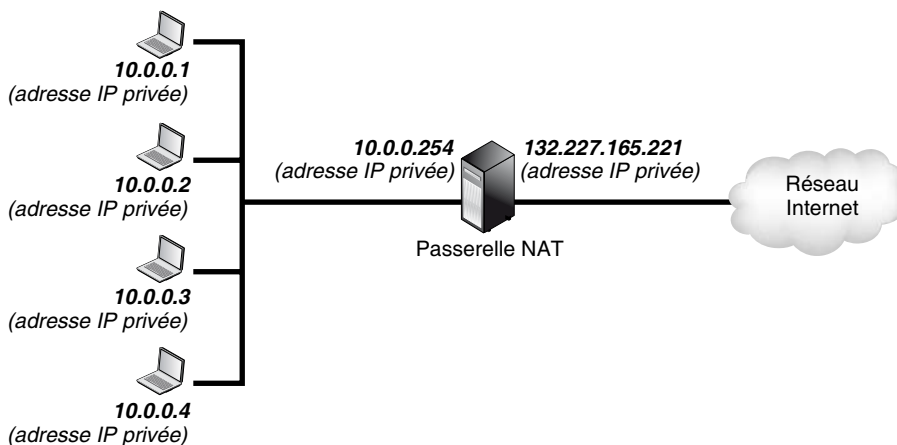 10.0.0.1
(adresse IP privée)
10.0.0.2
(adresse IP privée)
10.0.0.3
(adresse IP privée)
10.0.0.4
(adresse IP privée)
10.0.0.254
(adresse IP privée)
132.227.165.221
(adresse IP privée)
Passerelle NAT
Réseau
Internet